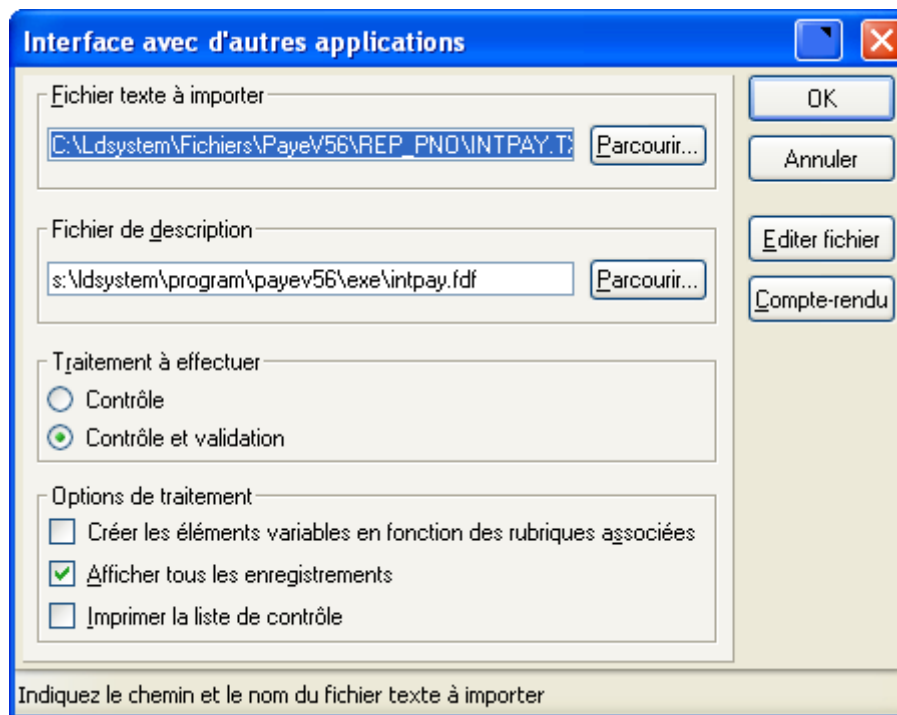 Interface avec d'autres applications
Fichier texte à importer
C:\Ldsystem\Fichiers\PayeV56\REP_PNO\INTPAY.TX
Parcourir...
OK
Annuler
Fichier de description
s:\ldsystem\program\payev56\exe\intpay.fdf
Parcourir...
Editer fichier
Compte-rendu
Traitement à effectuer
Contrôle
Contrôle et validation
Options de traitement
Créer les éléments variables en fonction des rubriques associées
Afficher tous les enregistrements
Imprimer la liste de contrôle
Indiquez le chemin et le nom du fichier texte à importer